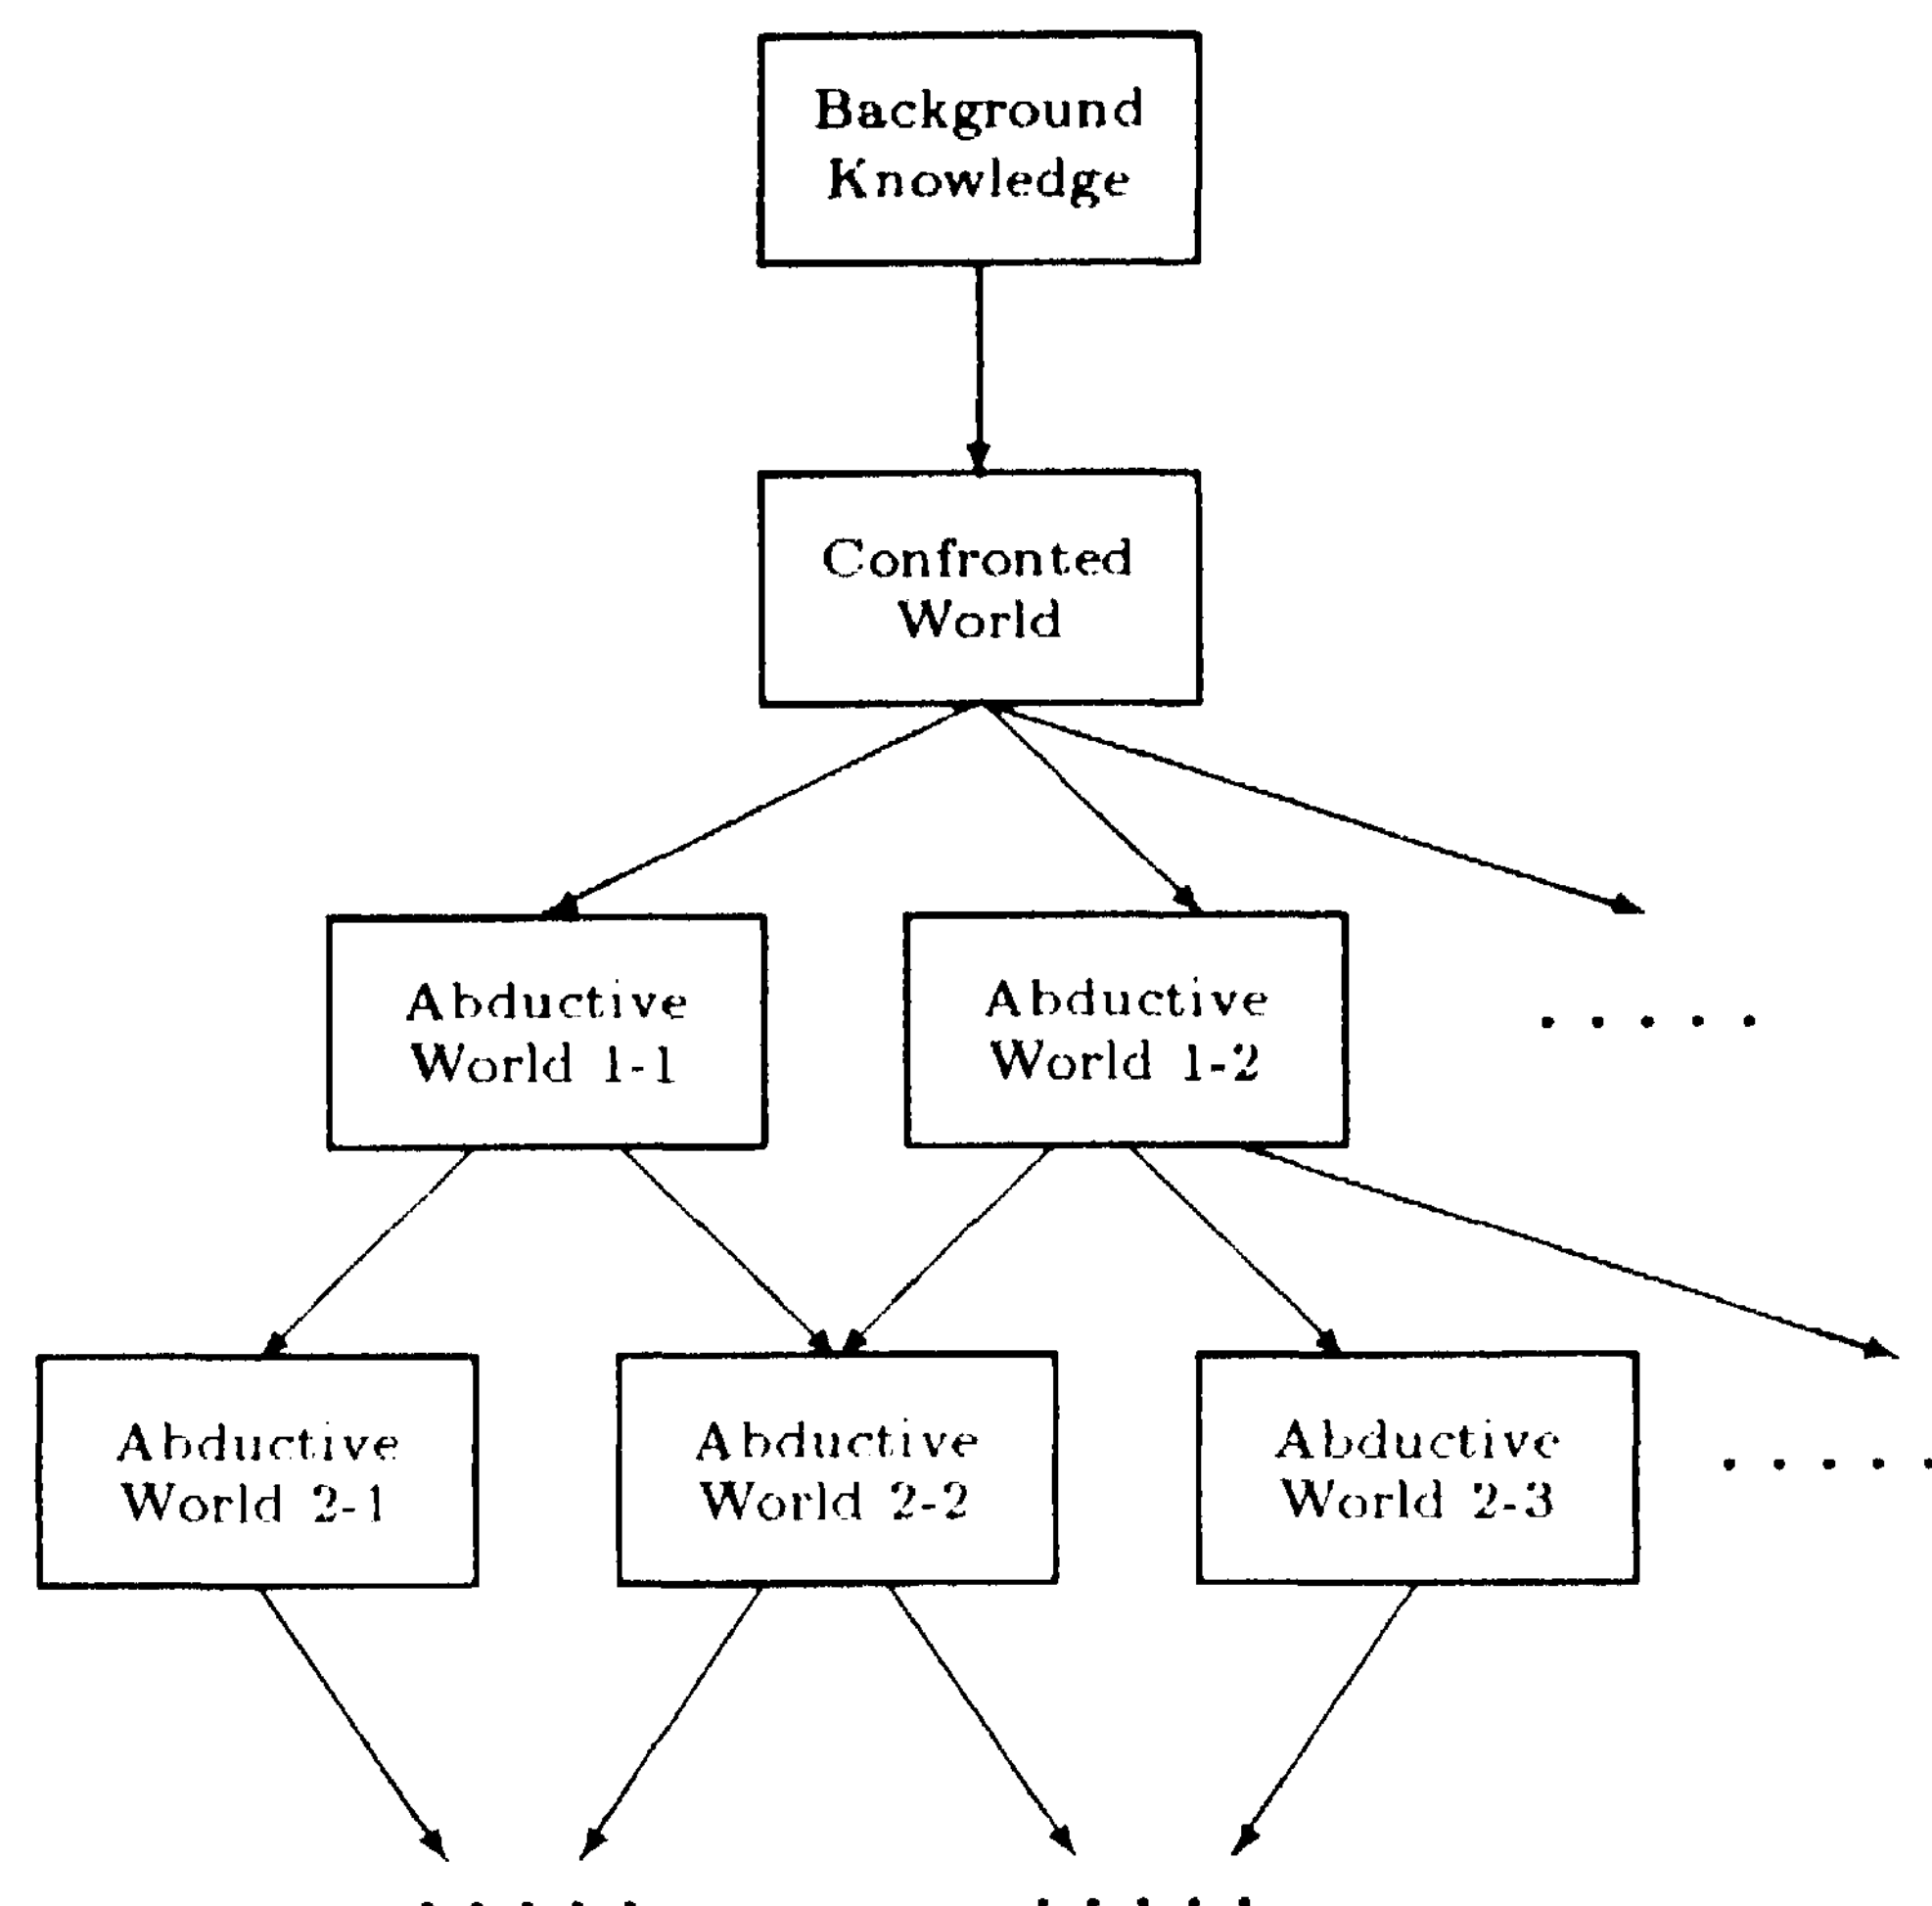 Background
Knowledge
Confronted
World
Abductive
World 1-1
Abductive
World 1-2
. . . . .
Abductive
World 2-1
Abductive
World 2-2
Abductive
World 2-3
. . . . .
. . . . .
. . . . .